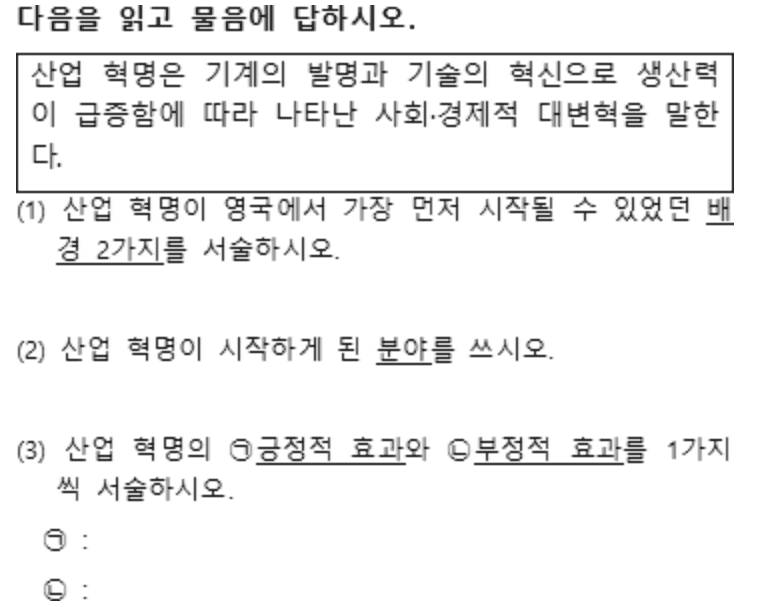 다음을 읽고 물음에 답하시오.
산업 혁명은 기계의 발명과 기술의 혁신으로 생산력
이 급증함에 따라 나타난 사회·경제적 대변혁을 말한
다.
(1) 산업 혁명이 영국에서 가장 먼저 시작될 수 있었던 배
경 2가지를 서술하시오.
(2) 산업 혁명이 시작하게 된 분야를 쓰시오.
(3) 산업 혁명의 ㉠긍정적 효과와 ㉡부정적 효과를 1가지
씩 서술하시오.
㉠ :
㉡ :